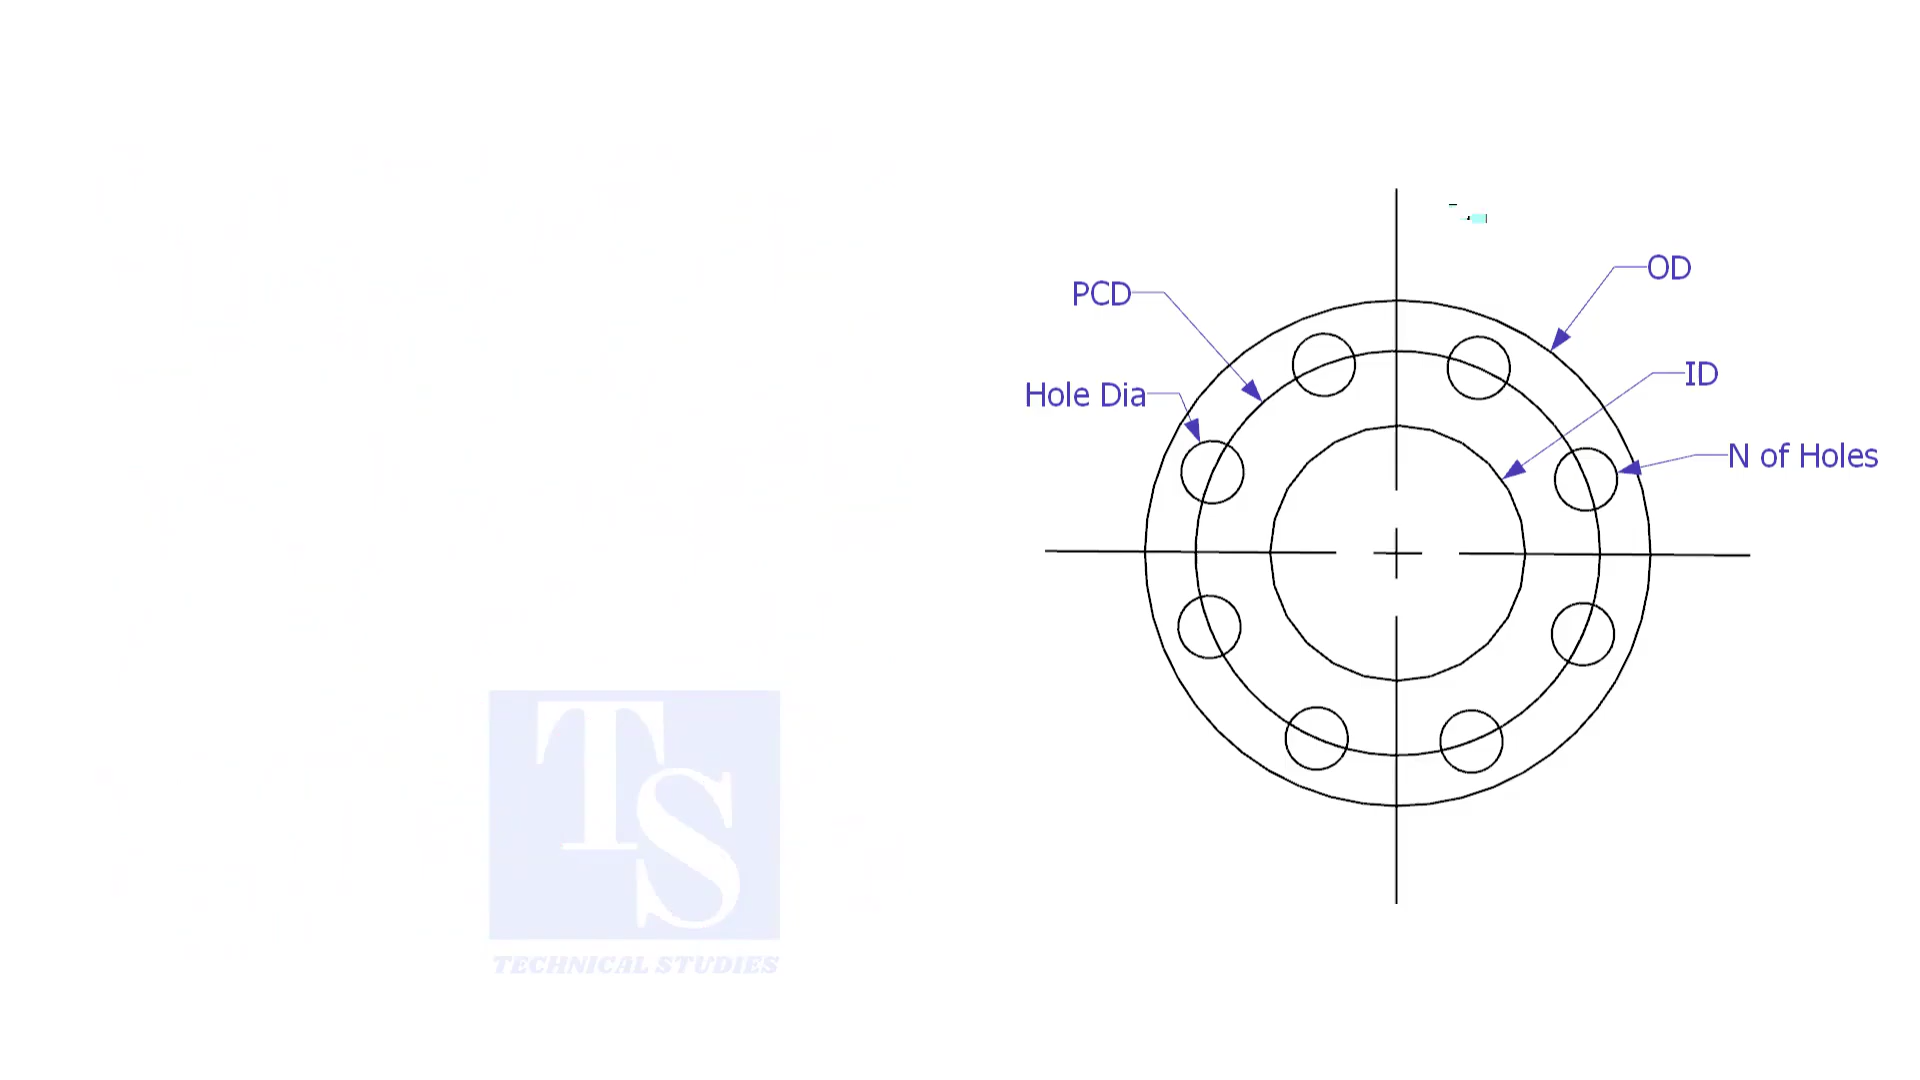 OD
PCD
ID
Hole Dia
N of Holes
TS
TECHNICAL STUDIES